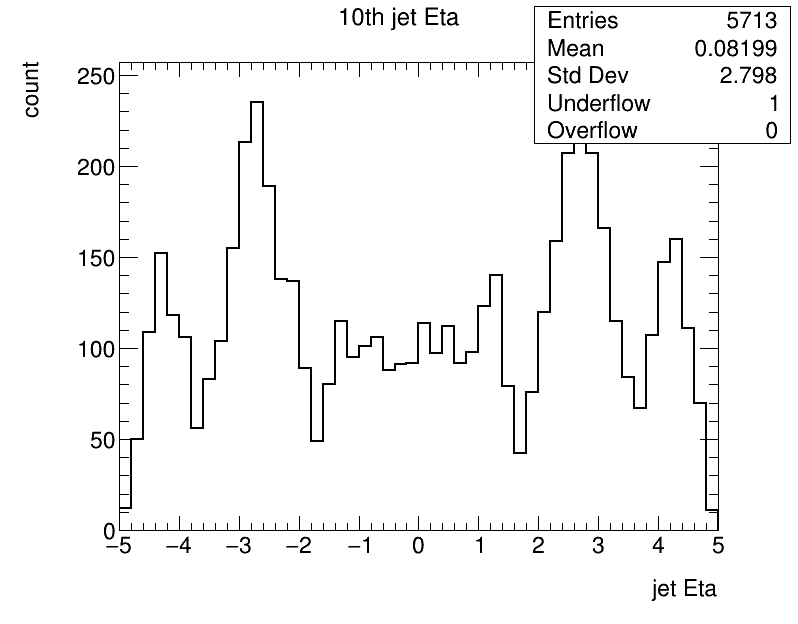 10th jet Eta
Entries 5713
Mean 0.08199
Std Dev 2.798
Underflow 1
Overflow 0
count
250
200
150
100
50
0
−5 −4 −3 −2 −1 0 1 2 3 4 5
jet Eta